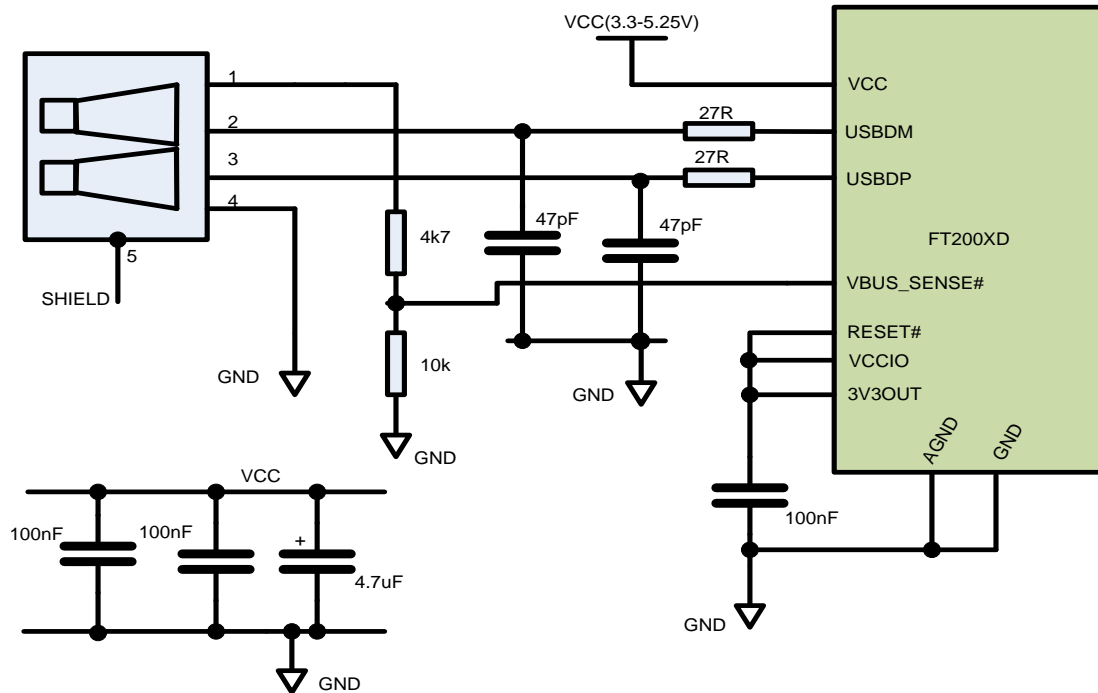 VCC(3.3-5.25V)
1
VCC
27R
2
USBDM
27R
3
USBDP
4
47pF
47pF
4k7
FT200XD
5
VBUS_SENSE#
SHIELD
RESET#
10k
VCCIO
GND
GND
3V3OUT
AGND
GND
GND
VCC
100nF
100nF
100nF
+
4.7uF
GND
GND